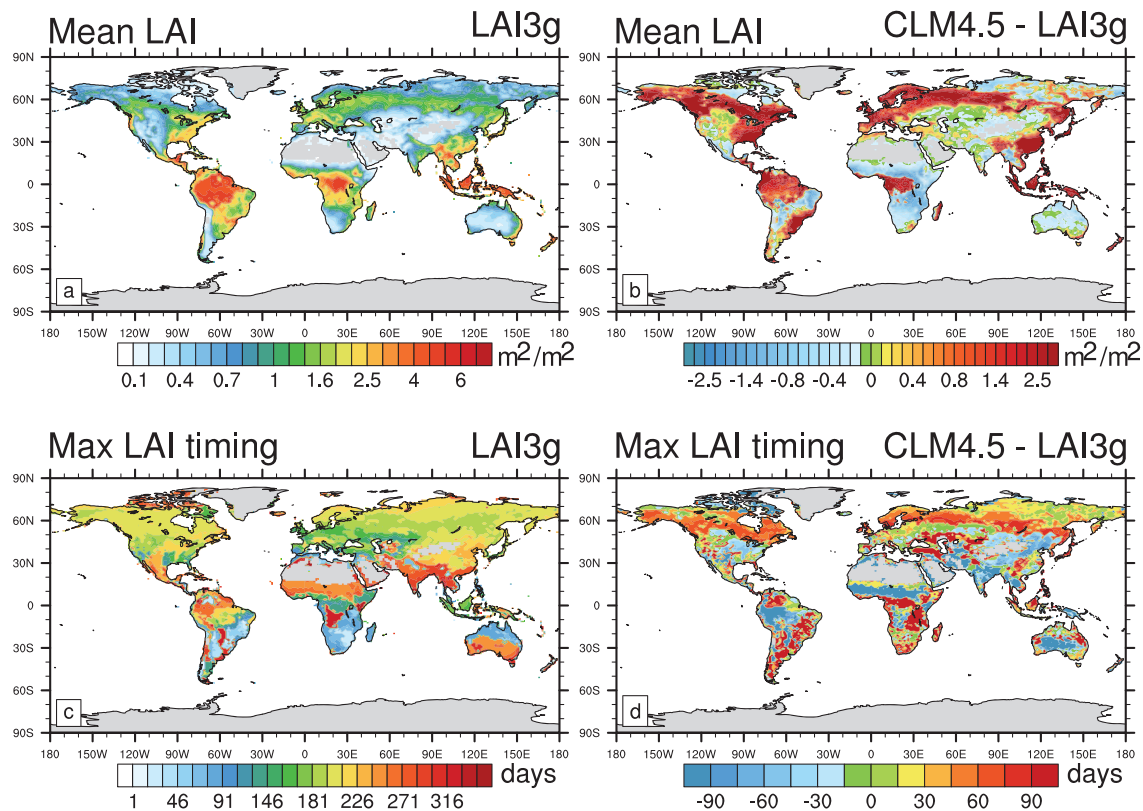 Mean LAI LAI3g
90N
60N
30N
0
30S
60S
90S
a
180 150W 120W 90W 60W 30W 0 30E 60E 90E 120E 150E 180
0.1 0.4 0.7 1 1.6 2.5 4 6 m²/m²
Mean LAI CLM4.5 - LAI3g
90N
60N
30N
0
30S
60S
90S
b
180 150W 120W 90W 60W 30W 0 30E 60E 90E 120E 150E 180
-2.5 -1.4 -0.8 -0.4 0 0.4 0.8 1.4 2.5 m²/m²
Max LAI timing LAI3g
90N
60N
30N
0
30S
60S
90S
c
180 150W 120W 90W 60W 30W 0 30E 60E 90E 120E 150E 180
1 46 91 146 181 226 271 316 days
Max LAI timing CLM4.5 - LAI3g
90N
60N
30N
0
30S
60S
90S
d
180 150W 120W 90W 60W 30W 0 30E 60E 90E 120E 150E 180
-90 -60 -30 0 30 60 90 days